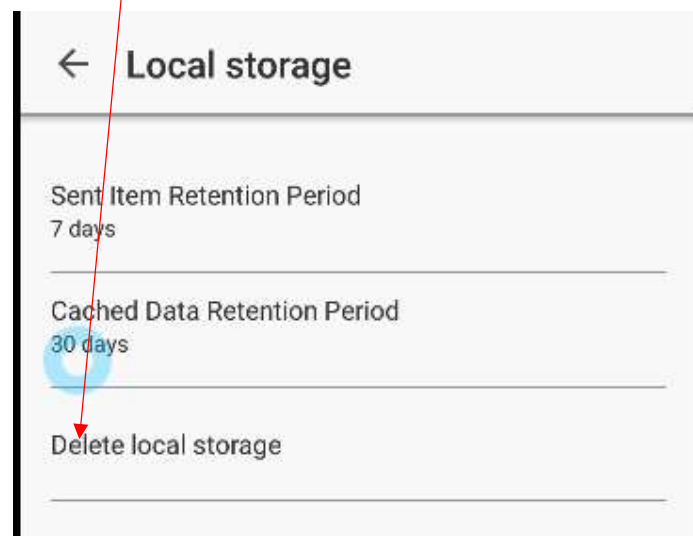 Local storage
Sent Item Retention Period
7 days
Cached Data Retention Period
30 days
Delete local storage